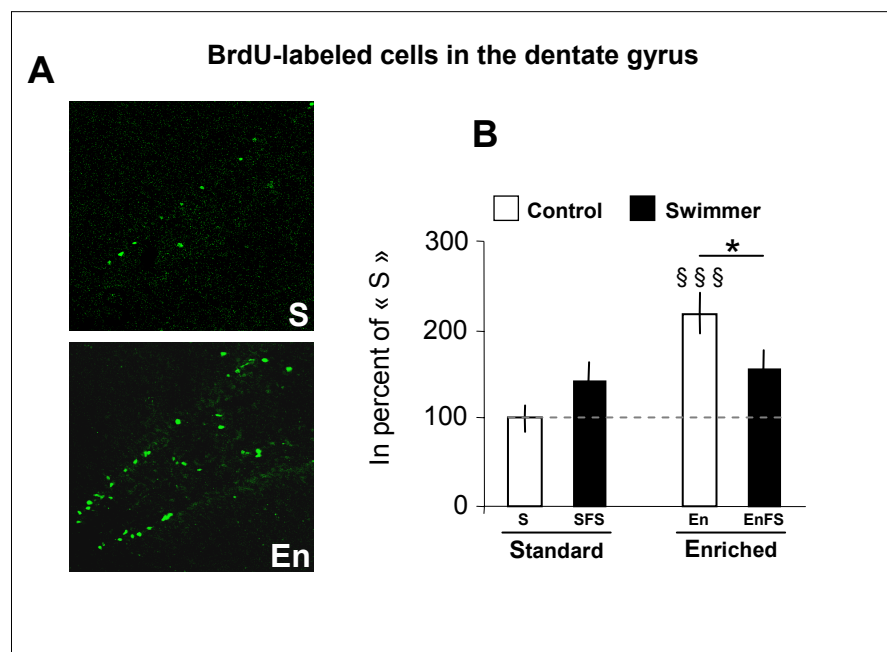 BrdU-labeled cells in the dentate gyrus
A
S
En
B
Control Swimmer
In percent of « S »
300
200
100
0
§ § §
*
S SFS En EnFS
Standard Enriched